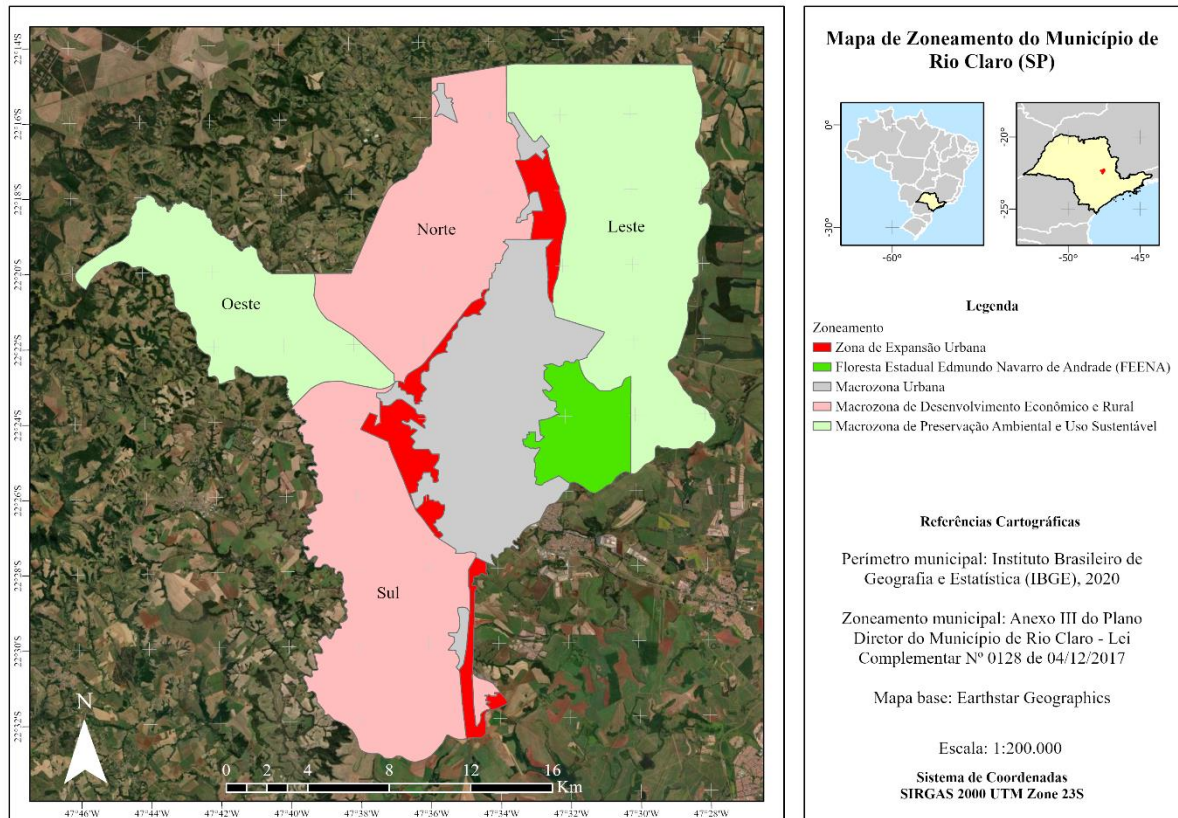 22°14'S
22°16'S
22°18'S
22°20'S
22°22'S
22°24'S
22°26'S
22°28'S
22°30'S
22°32'S
Norte
Leste
Oeste
Sul
N
0 2 4 8 12 16
Km
47°46'W 47°44'W 47°42'W 47°40'W 47°38'W 47°36'W 47°34'W 47°32'W 47°30'W 47°28'W
Mapa de Zoneamento do Município de
Rio Claro (SP)
0°
-30°
-60°
-20°
-25°
-50° -45°
Legenda
Zoneamento
Zona de Expansão Urbana
Floresta Estadual Edmundo Navarro de Andrade (FEENA)
Macrozona Urbana
Macrozona de Desenvolvimento Econômico e Rural
Macrozona de Preservação Ambiental e Uso Sustentável
Referências Cartográficas
Perímetro municipal: Instituto Brasileiro de
Geografia e Estatística (IBGE), 2020
Zoneamento municipal: Anexo III do Plano
Diretor do Município de Rio Claro - Lei
Complementar Nº 0128 de 04/12/2017
Mapa base: Earthstar Geographics
Escala: 1:200.000
Sistema de Coordenadas
SIRGAS 2000 UTM Zone 23S